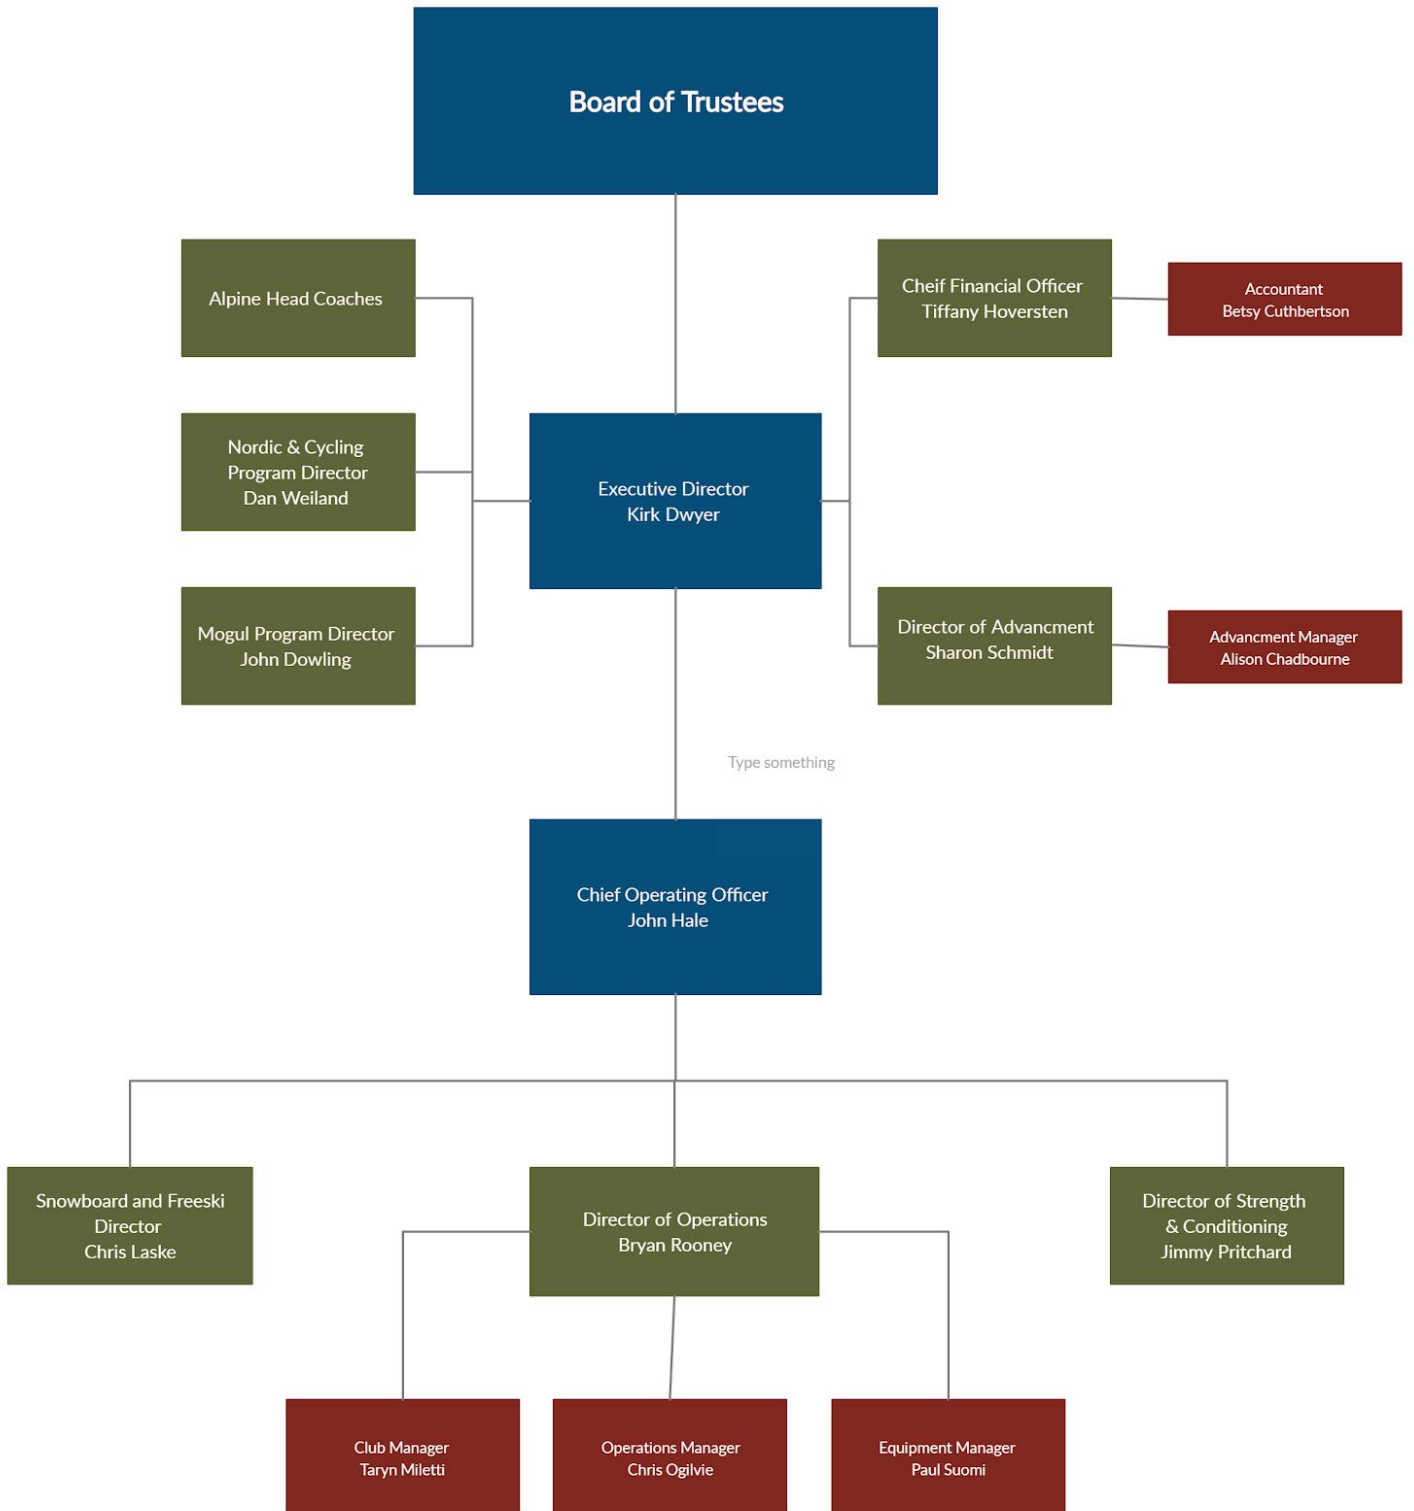 Board of Trustees
Alpine Head Coaches
Cheif Financial Officer
Tiffany Hoversten
Accountant
Betsy Cuthbertson
Nordic & Cycling
Program Director
Dan Weiland
Executive Director
Kirk Dwyer
Mogul Program Director
John Dowling
Director of Advancment
Sharon Schmidt
Advancment Manager
Alison Chadbourne
Type something
Chief Operating Officer
John Hale
Snowboard and Freeski
Director
Chris Laske
Director of Operations
Bryan Rooney
Director of Strength
& Conditioning
Jimmy Pritchard
Club Manager
Taryn Miletti
Operations Manager
Chris Ogilvie
Equipment Manager
Paul Suomi